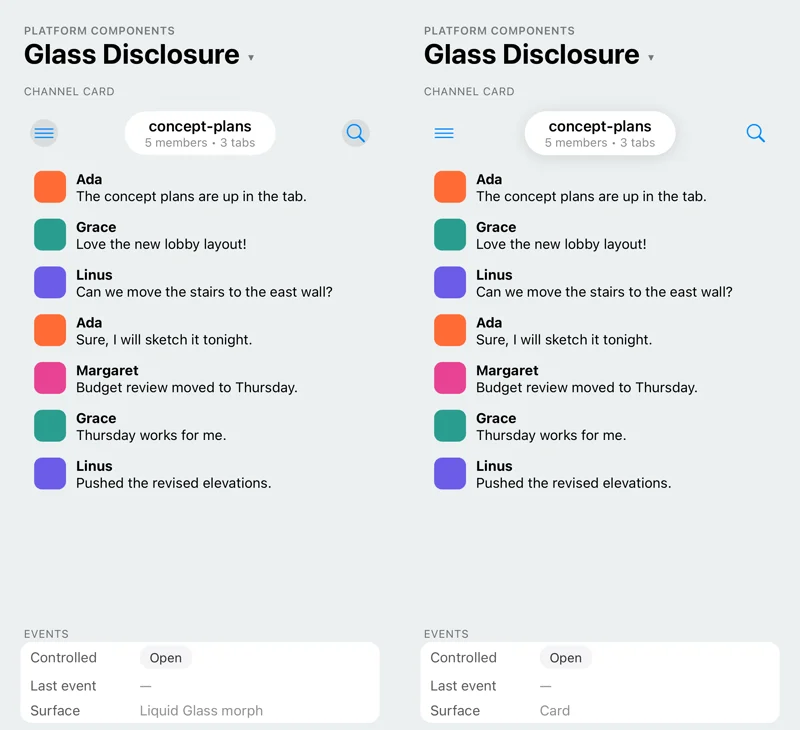 PLATFORM COMPONENTS
Glass Disclosure ▾
CHANNEL CARD
concept-plans
5 members • 3 tabs
Ada
The concept plans are up in the tab.
Grace
Love the new lobby layout!
Linus
Can we move the stairs to the east wall?
Ada
Sure, I will sketch it tonight.
Margaret
Budget review moved to Thursday.
Grace
Thursday works for me.
Linus
Pushed the revised elevations.
EVENTS
Controlled Open
Last event —
Surface Liquid Glass morph
PLATFORM COMPONENTS
Glass Disclosure ▾
CHANNEL CARD
concept-plans
5 members • 3 tabs
Ada
The concept plans are up in the tab.
Grace
Love the new lobby layout!
Linus
Can we move the stairs to the east wall?
Ada
Sure, I will sketch it tonight.
Margaret
Budget review moved to Thursday.
Grace
Thursday works for me.
Linus
Pushed the revised elevations.
EVENTS
Controlled Open
Last event —
Surface Card